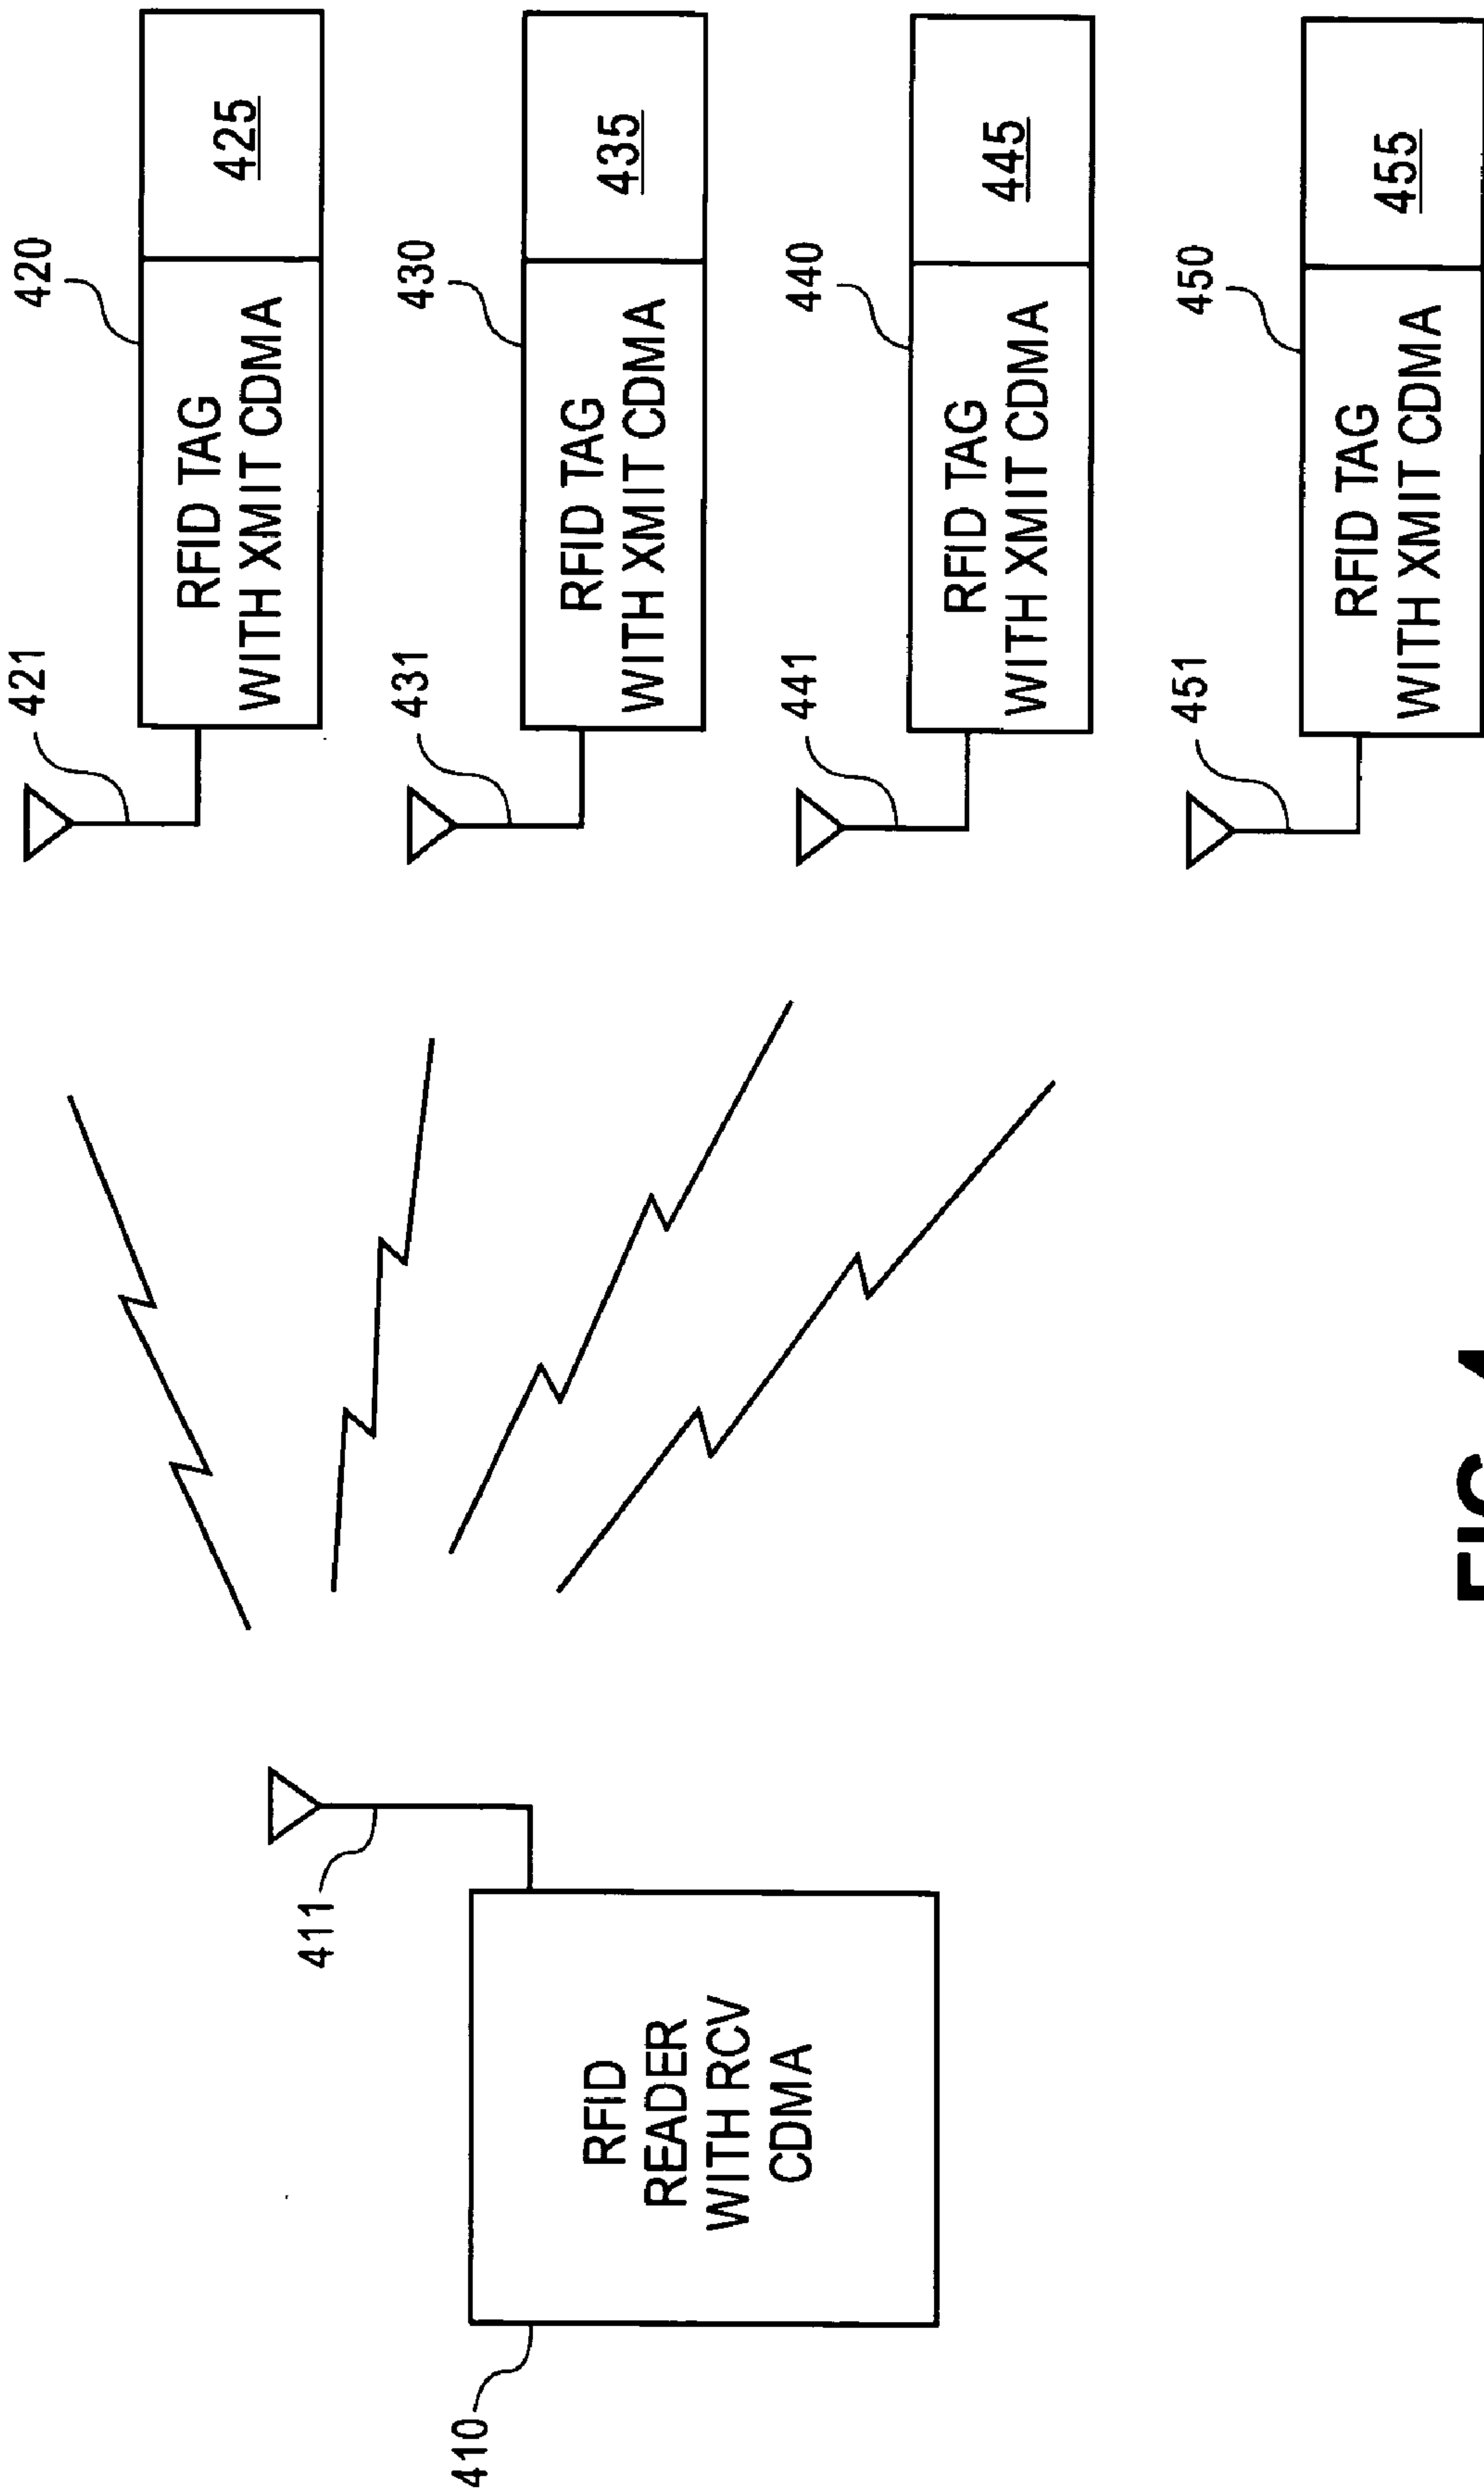 421
420
RFID TAG
WITH XMIT CDMA
425
431
430
RFID TAG
WITH XMIT CDMA
435
411
410
RFID
READER
WITH RCV
CDMA
441
440
RFID TAG
WITH XMIT CDMA
445
451
450
RFID TAG
WITH XMIT CDMA
455